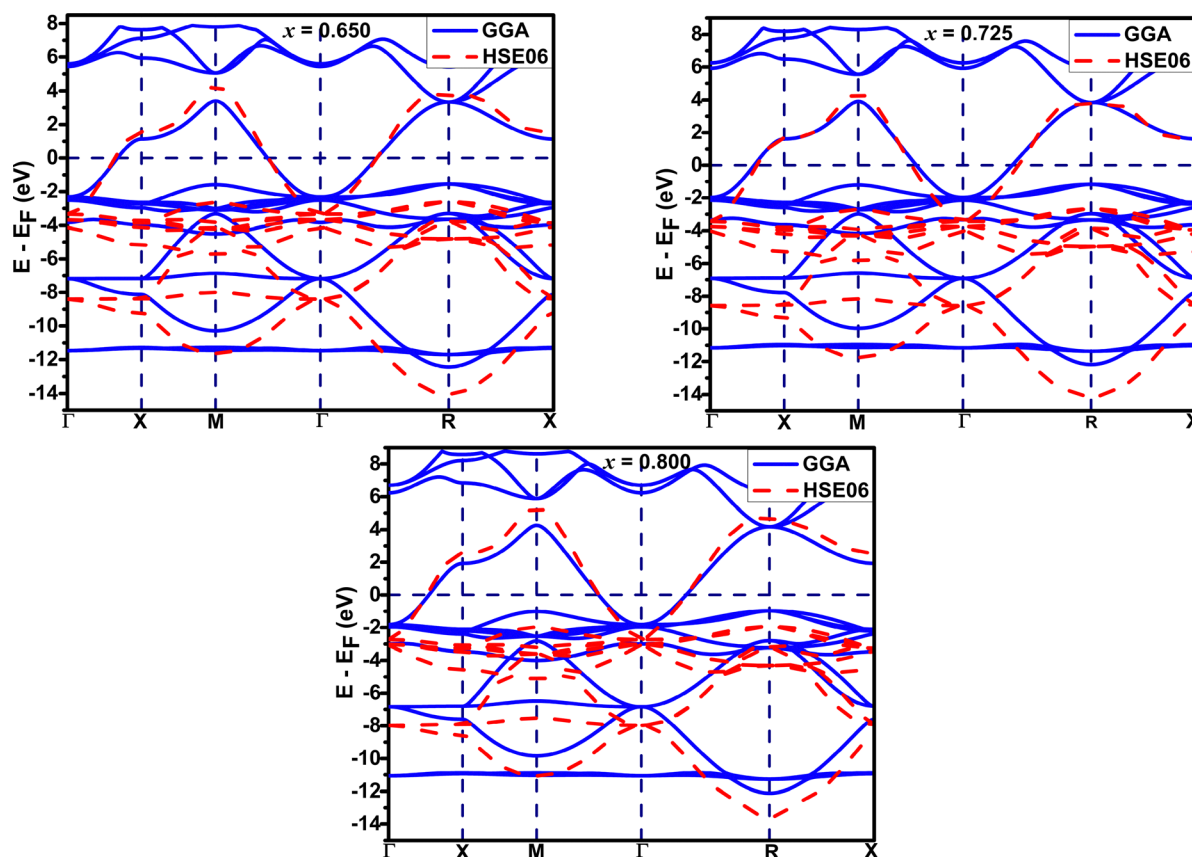 x = 0.650
GGA
HSE06
E - EF (eV)
8
6
4
2
0
-2
-4
-6
-8
-10
-12
-14
Γ X M Γ R X
x = 0.725
GGA
HSE06
E - EF (eV)
8
6
4
2
0
-2
-4
-6
-8
-10
-12
-14
Γ X M Γ R X
x = 0.800
GGA
HSE06
E - EF (eV)
8
6
4
2
0
-2
-4
-6
-8
-10
-12
-14
Γ X M Γ R X